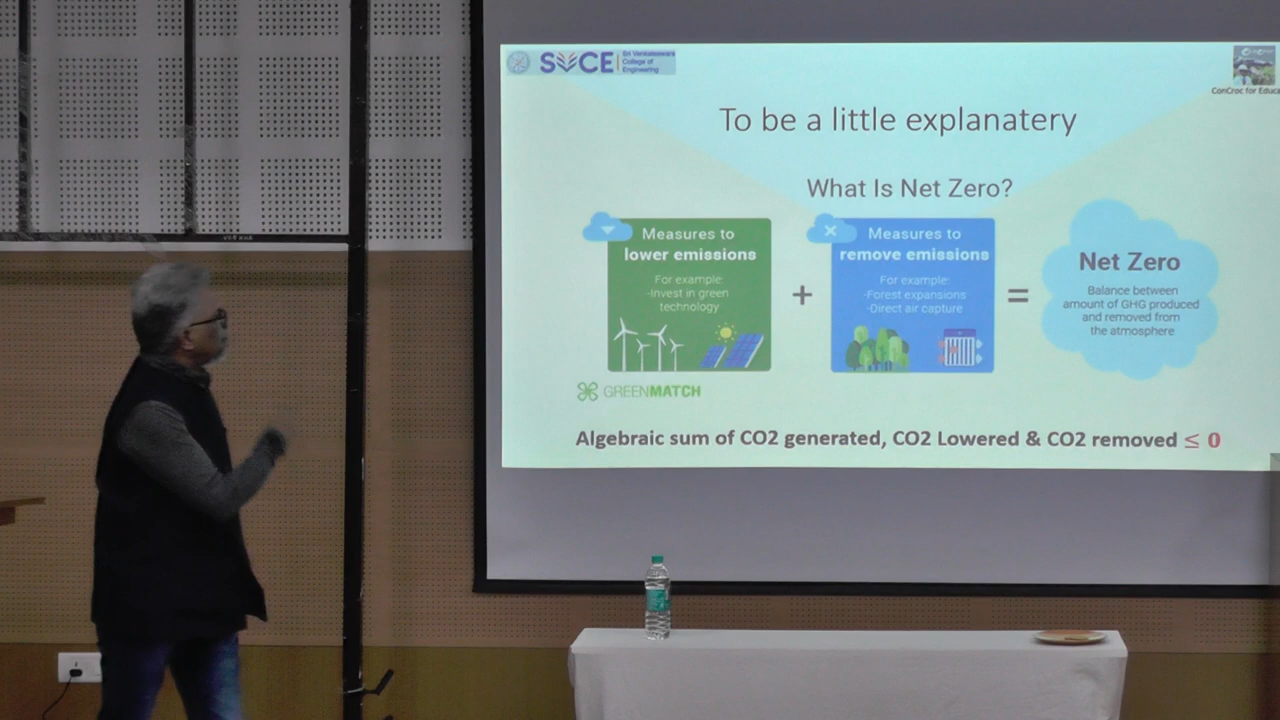 SVCE
Sri Venkateswara
College of
Engineering
ConCroc for Educa
To be a little explanatery
What Is Net Zero?
Measures to
lower emissions
For example:
-Invest in green
technology
+
Measures to
remove emissions
For example:
-Forest expansions
-Direct air capture
=
Net Zero
Balance between
amount of GHG produced
and removed from
the atmosphere
GREENMATCH
Algebraic sum of CO2 generated, CO2 Lowered & CO2 removed ≤ 0